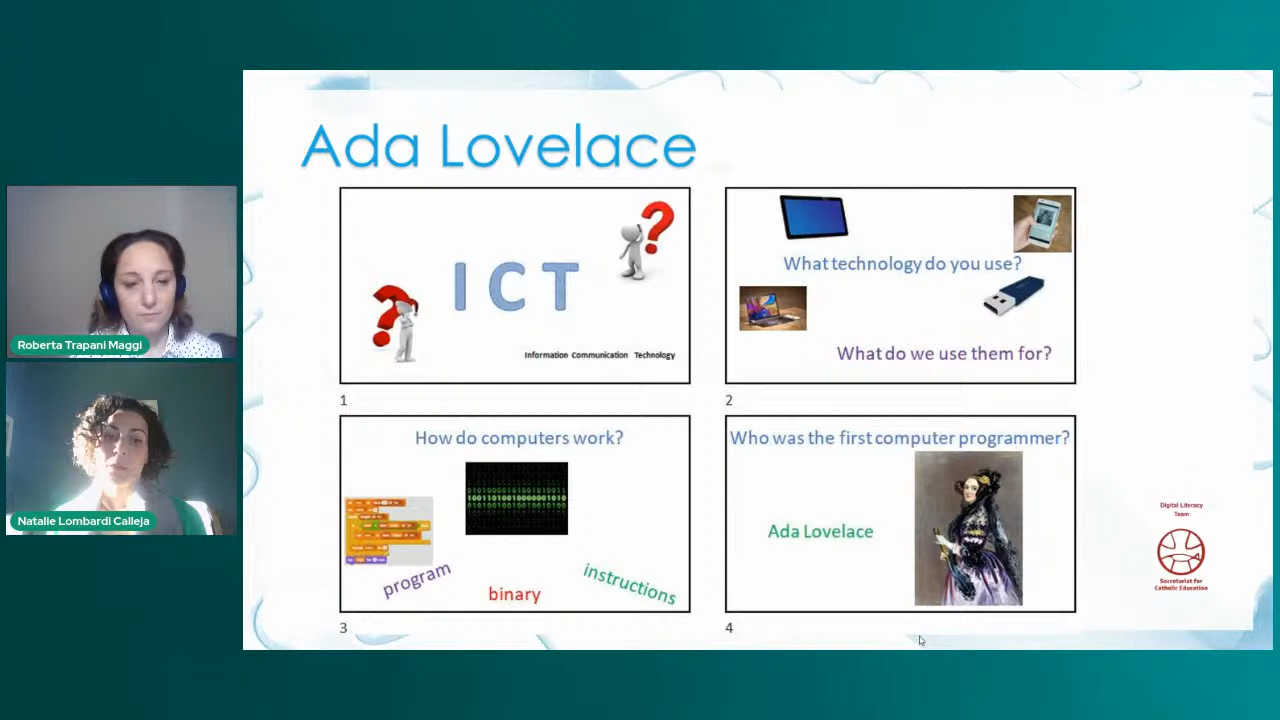 Ada Lovelace
I C T
Information Communication Technology
1
What technology do you use?
What do we use them for?
2
How do computers work?
program
binary
instructions
3
Who was the first computer programmer?
Ada Lovelace
4
Digital Literacy
Team
Secretariat for
Catholic Education
Roberta Trapani Maggi
Natalie Lombardi Calleja